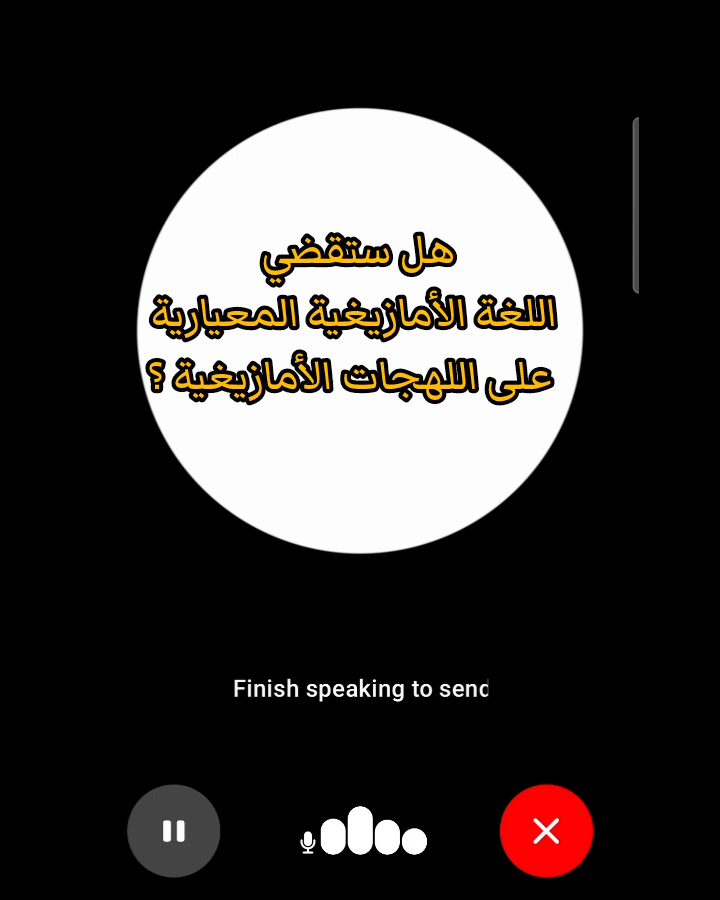 هل ستقضي
اللغة الأمازيغية المعيارية
على اللهجات الأمازيغية ؟
Finish speaking to send